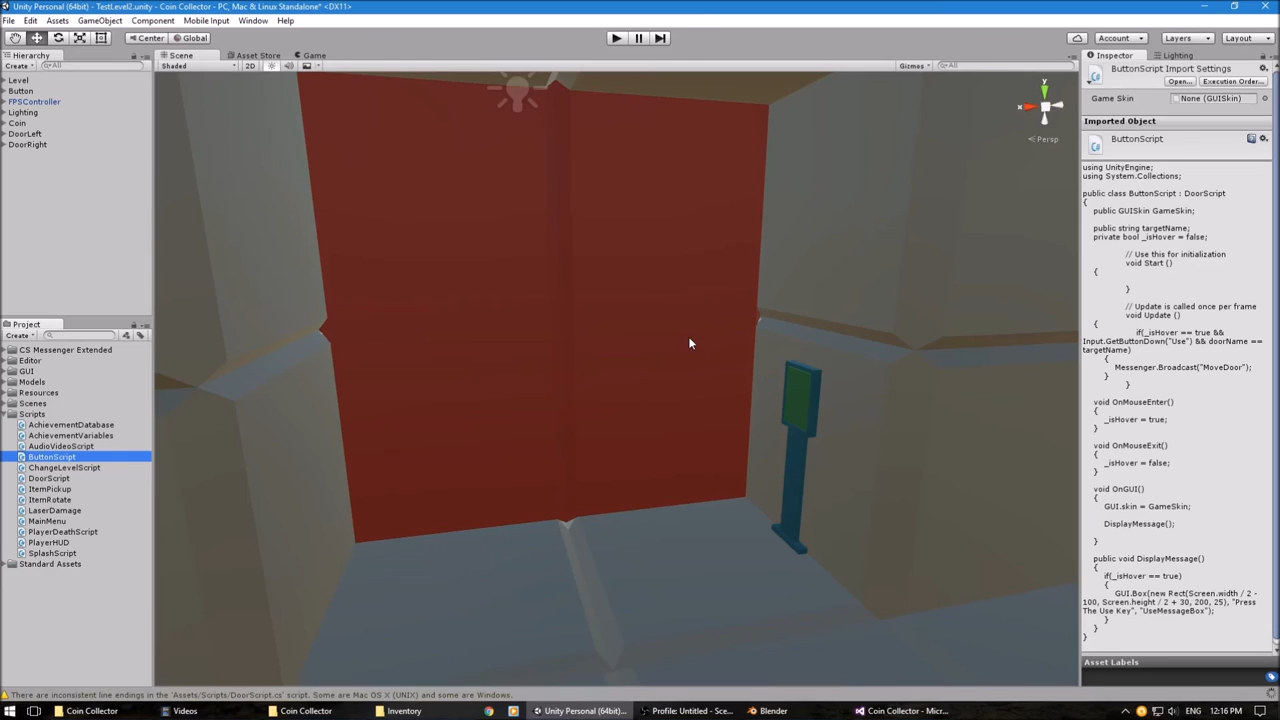 Unity Personal (64bit) - TestLevel2.unity - Coin Collector - PC, Mac & Linux Standalone* <DX11>
File Edit Assets GameObject Component Mobile Input Window Help
Center Global Account Layers Layout
Hierarchy Scene Asset Store Game Inspector Lighting
Create All Shaded 2D Gizmos All
ButtonScript Import Settings
Open... Execution Order...
Level
Button
FPSController
Lighting
Coin
DoorLeft
DoorRight
Y
X
Z
Persp
Game Skin None (GUISkin)
Imported Object
ButtonScript
using UnityEngine;
using System.Collections;
public class ButtonScript : DoorScript
{
public GUISkin GameSkin;
public string targetName;
private bool _isHover = false;
// Use this for initialization
void Start ()
{
}
// Update is called once per frame
void Update ()
{
if(_isHover == true &&
Input.GetButtonDown("Use") && doorName ==
targetName)
{
Messenger.Broadcast("MoveDoor");
}
}
void OnMouseEnter()
{
_isHover = true;
}
void OnMouseExit()
{
_isHover = false;
}
void OnGUI()
{
GUI.skin = GameSkin;
DisplayMessage();
}
public void DisplayMessage()
{
if(_isHover == true)
{
GUI.Box(new Rect(Screen.width / 2 -
100, Screen.height / 2 + 30, 200, 25), "Press
The Use Key", "UseMessageBox");
}
}
}
Asset Labels
Project
Create
CS Messenger Extended
Editor
GUI
Models
Resources
Scenes
Scripts
AchievementDatabase
AchievementVariables
AudioVideoScript
ButtonScript
ChangeLevelScript
DoorScript
ItemPickup
ItemRotate
LaserDamage
MainMenu
PlayerDeathScript
PlayerHUD
SplashScript
Standard Assets
There are inconsistent line endings in the 'Assets/Scripts/DoorScript.cs' script. Some are Mac OS X (UNIX) and some are Windows.
Coin Collector Videos Coin Collector Inventory Unity Personal (64bit)... Profile: Untitled - Sce... Blender Coin Collector - Micr... 12:16 PM